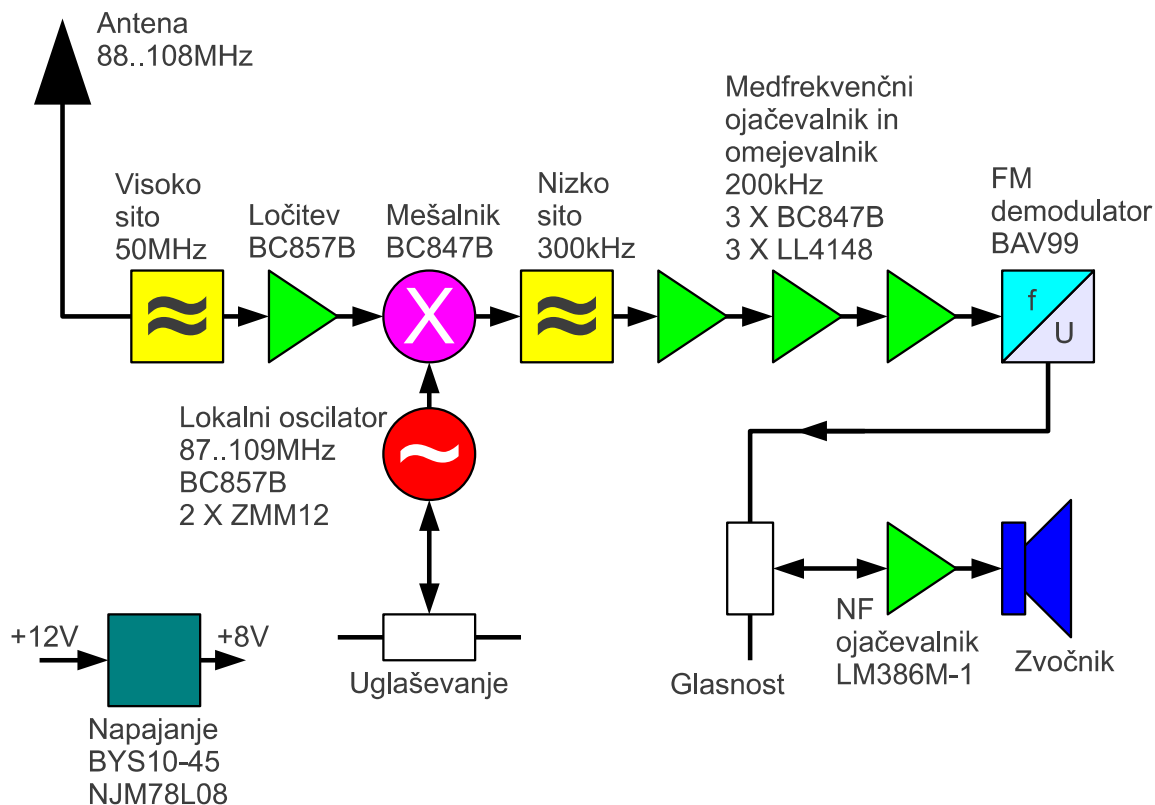 Antena
88..108MHz
Visoko
sito
50MHz
Ločitev
BC857B
Mešalnik
BC847B
X
Nizko
sito
300kHz
Medfrekvenčni
ojačevalnik in
omejevalnik
200kHz
3 X BC847B
3 X LL4148
FM
demodulator
BAV99
f
U
Lokalni oscilator
87..109MHz
BC857B
2 X ZMM12
Uglaševanje
+12V
+8V
Napajanje
BYS10-45
NJM78L08
Glasnost
NF
ojačevalnik
LM386M-1
Zvočnik